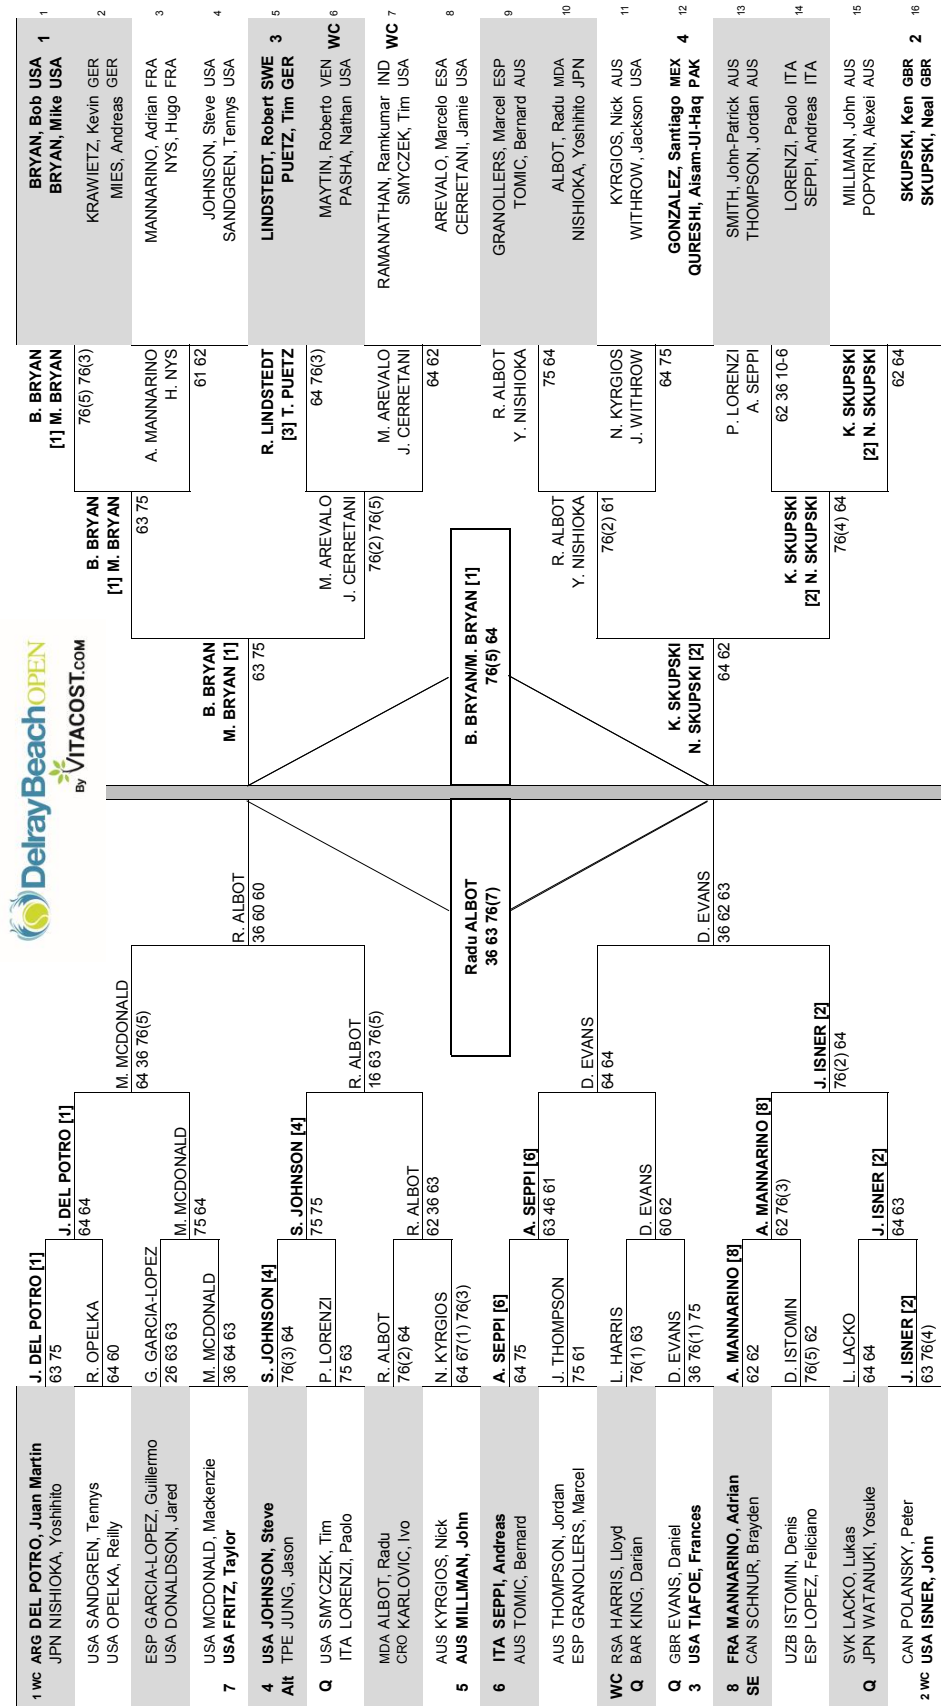 DelrayBeachOPEN
By VITACOST.COM
1 WC ARG DEL POTRO, Juan Martin
JPN NISHIOKA, Yoshihito
USA SANDGREN, Tennys
USA OPELKA, Reilly
ESP GARCIA-LOPEZ, Guillermo
USA DONALDSON, Jared
USA MCDONALD, Mackenzie
7 USA FRITZ, Taylor
4 USA JOHNSON, Steve
Alt TPE JUNG, Jason
Q USA SMYCZEK, Tim
ITA LORENZI, Paolo
MDA ALBOT, Radu
CRO KARLOVIC, Ivo
AUS KYRGIOS, Nick
5 AUS MILLMAN, John
6 ITA SEPPI, Andreas
AUS TOMIC, Bernard
AUS THOMPSON, Jordan
ESP GRANOLLERS, Marcel
WC RSA HARRIS, Lloyd
Q BAR KING, Darian
Q GBR EVANS, Daniel
3 USA TIAFOE, Frances
8 FRA MANNARINO, Adrian
SE CAN SCHNUR, Brayden
UZB ISTOMIN, Denis
ESP LOPEZ, Feliciano
SVK LACKO, Lukas
Q JPN WATANUKI, Yosuke
CAN POLANSKY, Peter
2 WC USA ISNER, John
J. DEL POTRO [1]
63 75
R. OPELKA
64 60
G. GARCIA-LOPEZ
26 63 63
M. MCDONALD
36 64 63
S. JOHNSON [4]
76(3) 64
P. LORENZI
75 63
R. ALBOT
76(2) 64
N. KYRGIOS
64 67(1) 76(3)
A. SEPPI [6]
64 75
J. THOMPSON
75 61
L. HARRIS
76(1) 63
D. EVANS
36 76(1) 75
A. MANNARINO [8]
62 62
D. ISTOMIN
76(5) 62
L. LACKO
64 64
J. ISNER [2]
63 76(4)
J. DEL POTRO [1]
64 64
M. MCDONALD
75 64
S. JOHNSON [4]
75 75
R. ALBOT
62 36 63
A. SEPPI [6]
63 46 61
D. EVANS
60 62
A. MANNARINO [8]
62 76(3)
J. ISNER [2]
64 63
M. MCDONALD
64 36 76(5)
R. ALBOT
16 63 76(5)
D. EVANS
64 64
J. ISNER [2]
76(2) 64
R. ALBOT
36 60 60
D. EVANS
36 62 63
Radu ALBOT
36 63 76(7)
B. BRYAN/M. BRYAN [1]
76(5) 64
B. BRYAN
M. BRYAN [1]
63 75
K. SKUPSKI
N. SKUPSKI [2]
64 62
B. BRYAN
[1] M. BRYAN
63 75
M. AREVALO
J. CERRETANI
76(2) 76(5)
R. ALBOT
Y. NISHIOKA
76(2) 61
K. SKUPSKI
[2] N. SKUPSKI
76(4) 64
B. BRYAN
[1] M. BRYAN
76(5) 76(3)
A. MANNARINO
H. NYS
61 62
R. LINDSTEDT
[3] T. PUETZ
64 76(3)
M. AREVALO
J. CERRETANI
64 62
R. ALBOT
Y. NISHIOKA
75 64
N. KYRGIOS
J. WITHROW
64 75
P. LORENZI
A. SEPPI
62 36 10-6
K. SKUPSKI
[2] N. SKUPSKI
62 64
BRYAN, Bob USA
BRYAN, Mike USA 1
1
KRAWIETZ, Kevin GER
MIES, Andreas GER
2
MANNARINO, Adrian FRA
NYS, Hugo FRA
3
JOHNSON, Steve USA
SANDGREN, Tennys USA
4
LINDSTEDT, Robert SWE
PUETZ, Tim GER 3
5
MAYTIN, Roberto VEN
PASHA, Nathan USA WC
6
RAMANATHAN, Ramkumar IND
SMYCZEK, Tim USA WC
7
AREVALO, Marcelo ESA
CERRETANI, Jamie USA
8
GRANOLLERS, Marcel ESP
TOMIC, Bernard AUS
9
ALBOT, Radu MDA
NISHIOKA, Yoshihito JPN
10
KYRGIOS, Nick AUS
WITHROW, Jackson USA
11
GONZALEZ, Santiago MEX
QURESHI, Aisam-Ul-Haq PAK 4
12
SMITH, John-Patrick AUS
THOMPSON, Jordan AUS
13
LORENZI, Paolo ITA
SEPPI, Andreas ITA
14
MILLMAN, John AUS
POPYRIN, Alexei AUS
15
SKUPSKI, Ken GBR
SKUPSKI, Neal GBR 2
16